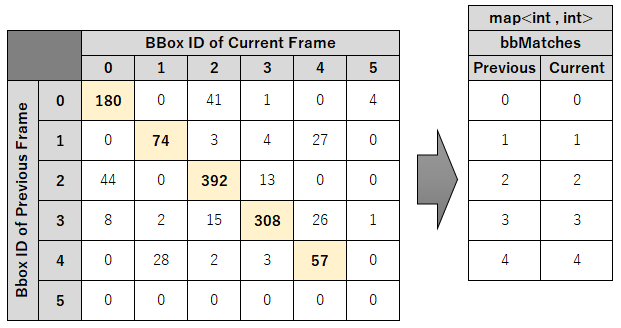 map<int , int>
BBox ID of Current Frame
bbMatches
0 1 2 3 4 5
Previous Current
Bbox ID of Previous Frame
0 180 0 41 1 0 4
0 0
1 0 74 3 4 27 0
1 1
2 44 0 392 13 0 0
2 2
3 8 2 15 308 26 1
3 3
4 0 28 2 3 57 0
4 4
5 0 0 0 0 0 0